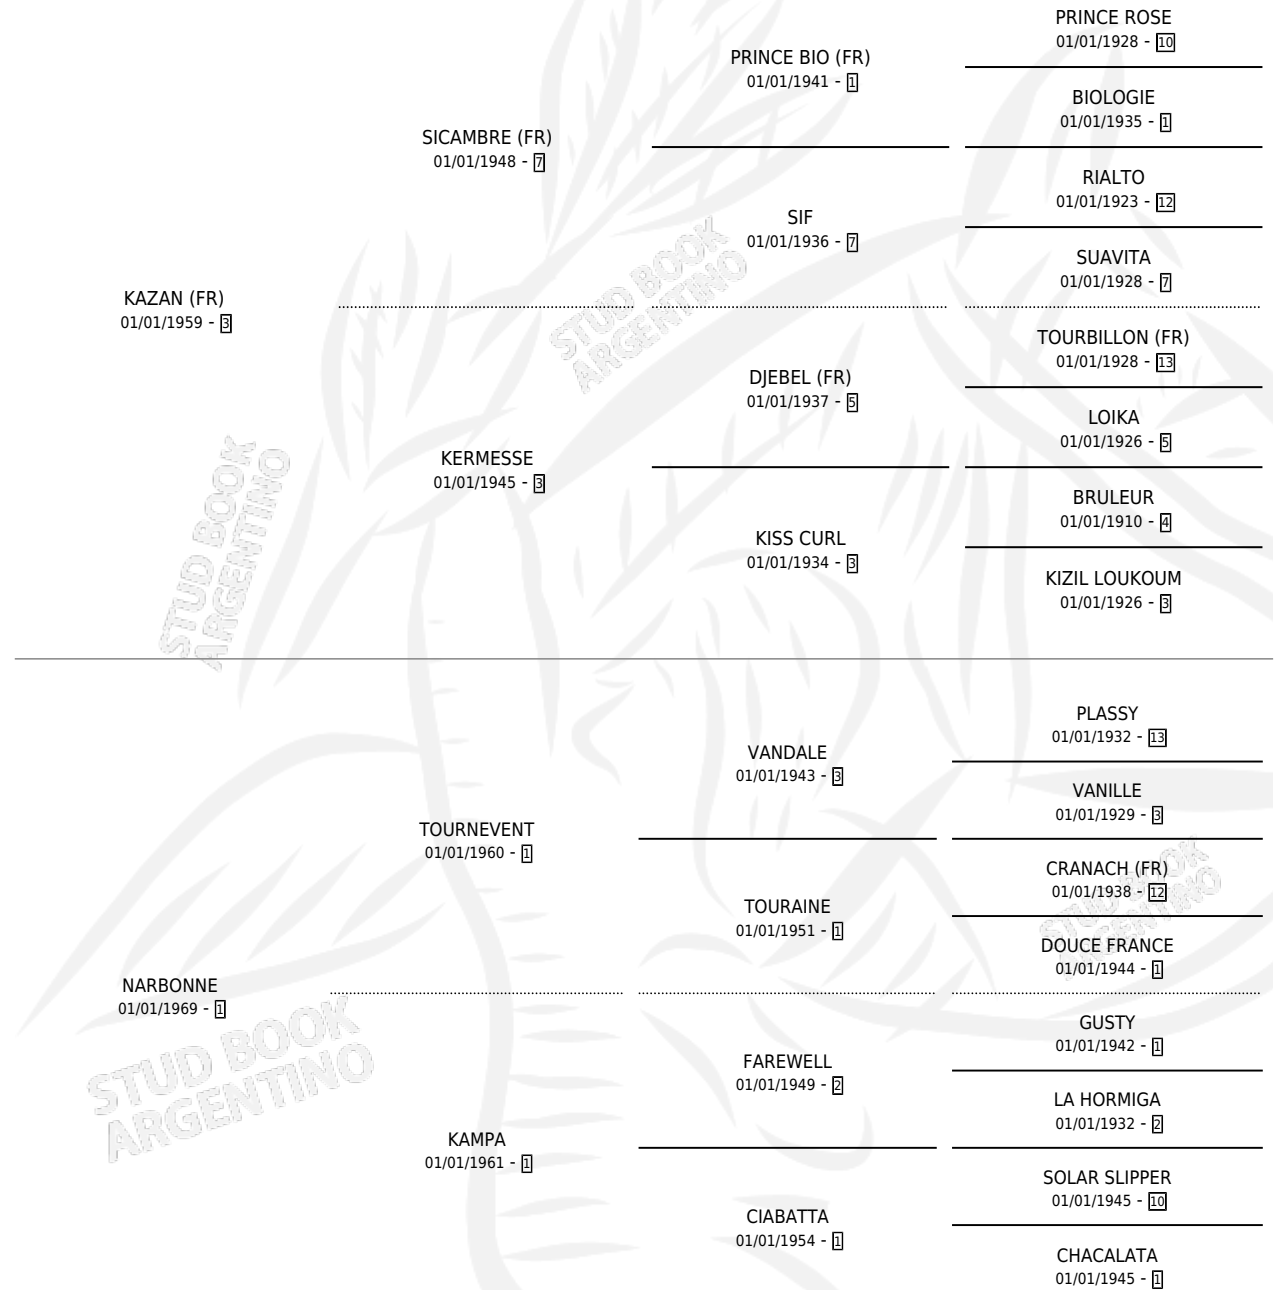 PRINCE ROSE
01/01/1928 - 10
PRINCE BIO (FR)
01/01/1941 - 1
BIOLOGIE
01/01/1935 - 1
SICAMBRE (FR)
01/01/1948 - 7
RIALTO
01/01/1923 - 12
SIF
01/01/1936 - 7
SUAVITA
01/01/1928 - 7
KAZAN (FR)
01/01/1959 - 3
TOURBILLON (FR)
01/01/1928 - 13
DJEBEL (FR)
01/01/1937 - 5
LOIKA
01/01/1926 - 5
KERMESSE
01/01/1945 - 3
BRULEUR
01/01/1910 - 4
KISS CURL
01/01/1934 - 3
KIZIL LOUKOUM
01/01/1926 - 3
PLASSY
01/01/1932 - 13
VANDALE
01/01/1943 - 3
VANILLE
01/01/1929 - 3
TOURNEVENT
01/01/1960 - 1
CRANACH (FR)
01/01/1938 - 12
TOURAINE
01/01/1951 - 1
DOUCE FRANCE
01/01/1944 - 1
NARBONNE
01/01/1969 - 1
GUSTY
01/01/1942 - 1
FAREWELL
01/01/1949 - 2
LA HORMIGA
01/01/1932 - 2
KAMPA
01/01/1961 - 1
SOLAR SLIPPER
01/01/1945 - 10
CIABATTA
01/01/1954 - 1
CHACALATA
01/01/1945 - 1
STUD BOOK
ARGENTINO
STUD BOOK
ARGENTINO
STUD BOOK
ARGENTINO
STUD BOOK
ARGENTINO